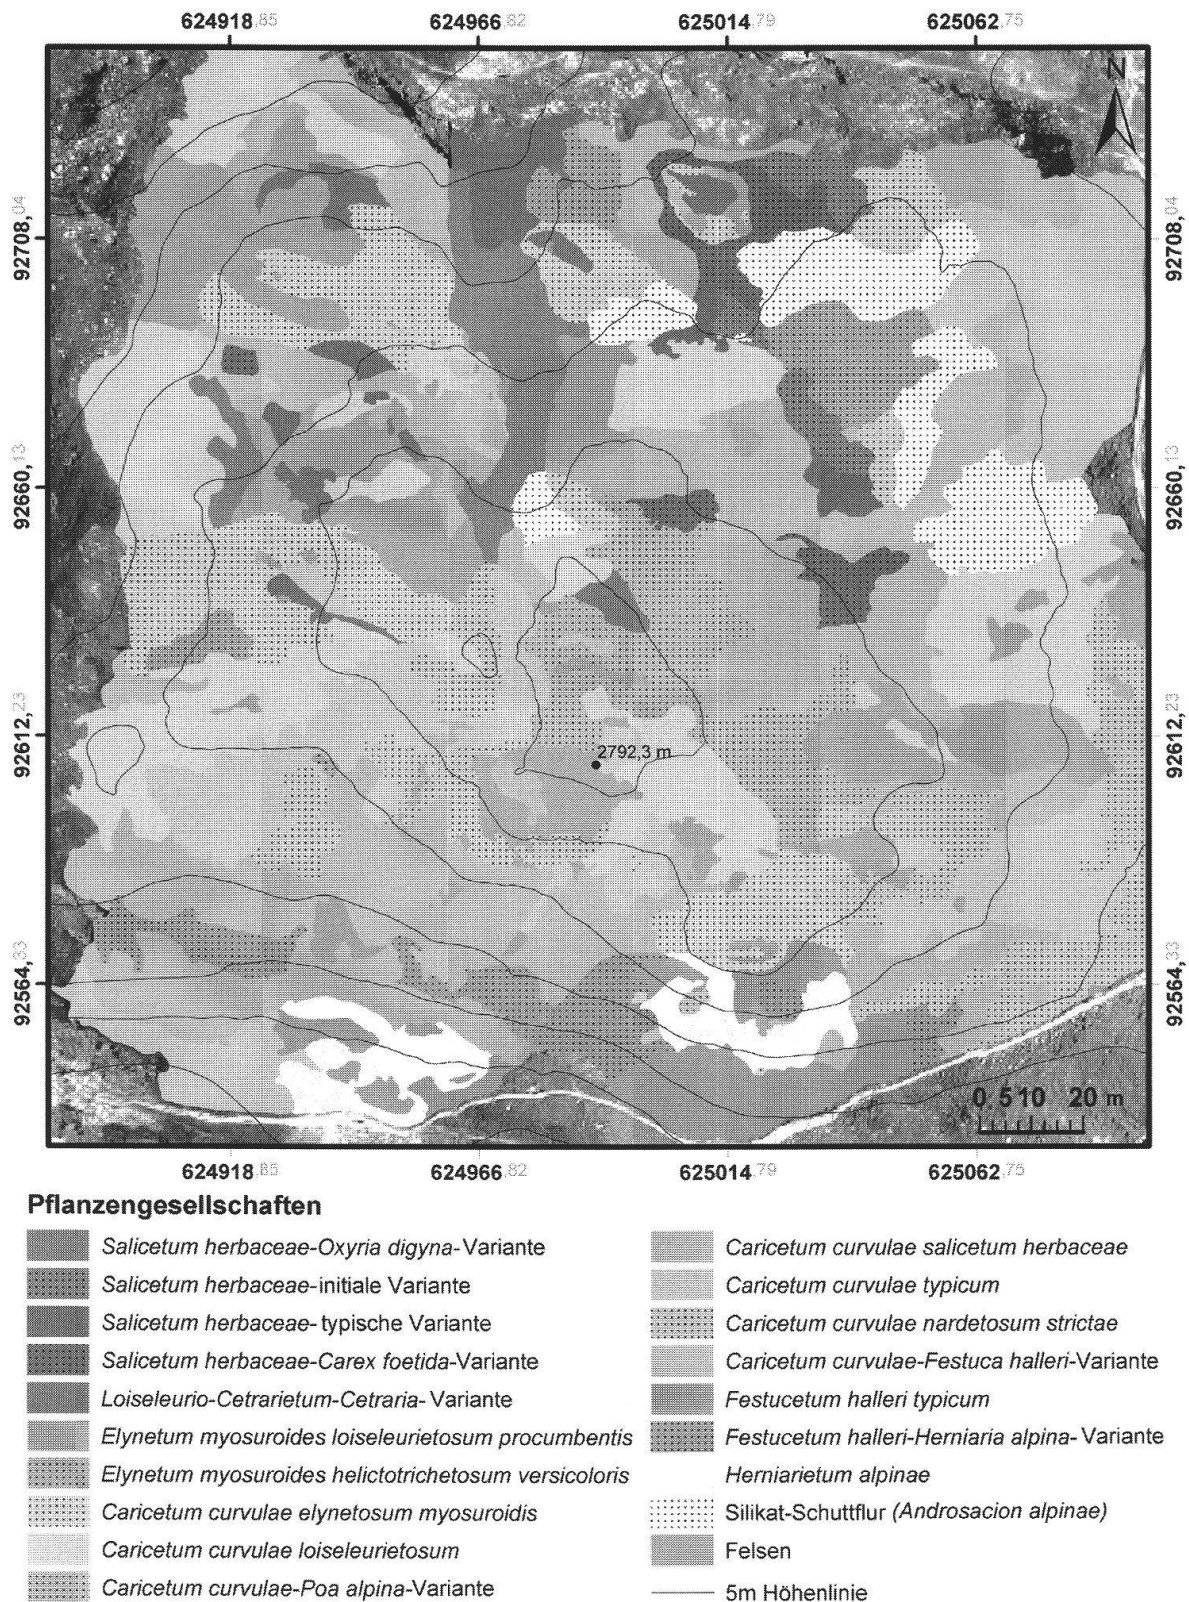 624918,85 624966,82 625014,79 625062,75
N
92708,04 92708,04
92660,13 92660,13
92612,23 92612,23
2792,3 m
92564,33 92564,33
0 5 10 20 m
624918,85 624966,82 625014,79 625062,75
Pflanzengesellschaften
Salicetum herbaceae-Oxyria digyna-Variante
Salicetum herbaceae-initiale Variante
Salicetum herbaceae-typische Variante
Salicetum herbaceae-Carex foetida-Variante
Loiseleurio-Cetrarietum-Cetraria-Variante
Elynetum myosuroides loiseleurietosum procumbentis
Elynetum myosuroides helictotrichetosum versicoloris
Caricetum curvulae elynetosum myosuroidis
Caricetum curvulae loiseleurietosum
Caricetum curvulae-Poa alpina-Variante
Caricetum curvulae salicetum herbaceae
Caricetum curvulae typicum
Caricetum curvulae nardetosum strictae
Caricetum curvulae-Festuca halleri-Variante
Festucetum halleri typicum
Festucetum halleri-Herniaria alpina-Variante
Herniarietum alpinae
Silikat-Schuttflur (Androsacion alpinae)
Felsen
5m Höhenlinie